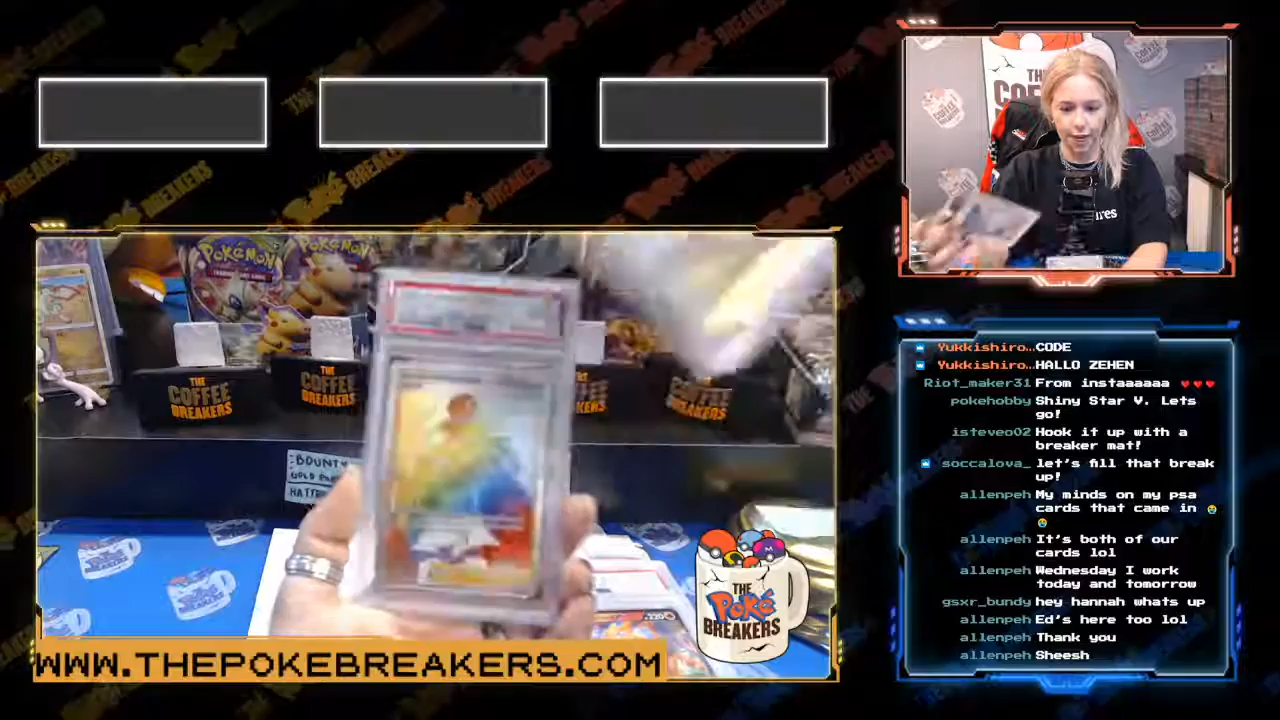 THE
COFFEE
BREAKERS
POKéMON
POKéMON
THE
COFFEE
BREAKERS
THE
COFFEE
BREAKERS
BOUNTY
THE
POKé
BREAKERS
WWW.THEPOKEBREAKERS.COM
Yukkishiro... CODE
Yukkishiro... HALLO ZEHEN
Riot_maker31 From instaaaaaa
pokehobby Shiny Star V. Lets
go!
isteveo02 Hook it up with a
breaker mat!
soccalova_ let's fill that break
up!
allenpeh My minds on my psa
cards that came in
allenpeh It's both of our
cards lol
allenpeh Wednesday I work
today and tomorrow
gsxr_bundy hey hannah whats up
allenpeh Ed's here too lol
allenpeh Thank you
allenpeh Sheesh